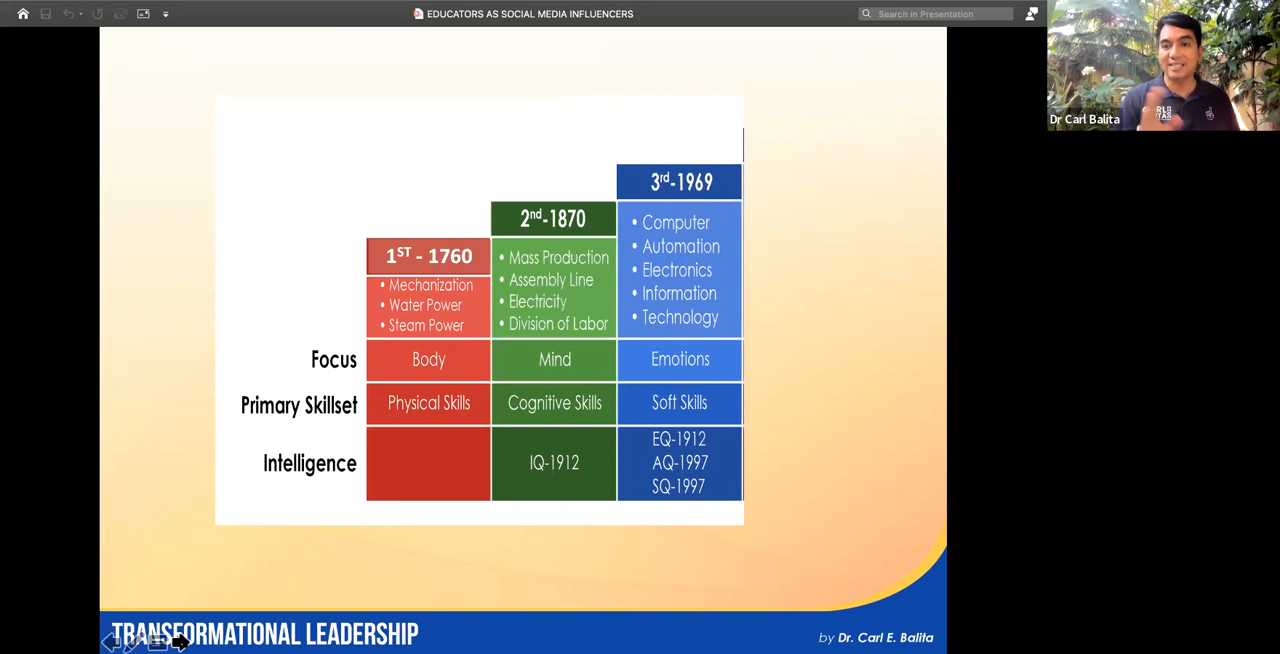 EDUCATORS AS SOCIAL MEDIA INFLUENCERS
Search in Presentation
Dr Carl Balita
3rd-1969
• Computer
• Automation
• Electronics
• Information
• Technology
2nd-1870
• Mass Production
• Assembly Line
• Electricity
• Division of Labor
1ST - 1760
• Mechanization
• Water Power
• Steam Power
Focus Body Mind Emotions
Primary Skillset Physical Skills Cognitive Skills Soft Skills
Intelligence IQ-1912 EQ-1912
AQ-1997
SQ-1997
TRANSFORMATIONAL LEADERSHIP
by Dr. Carl E. Balita